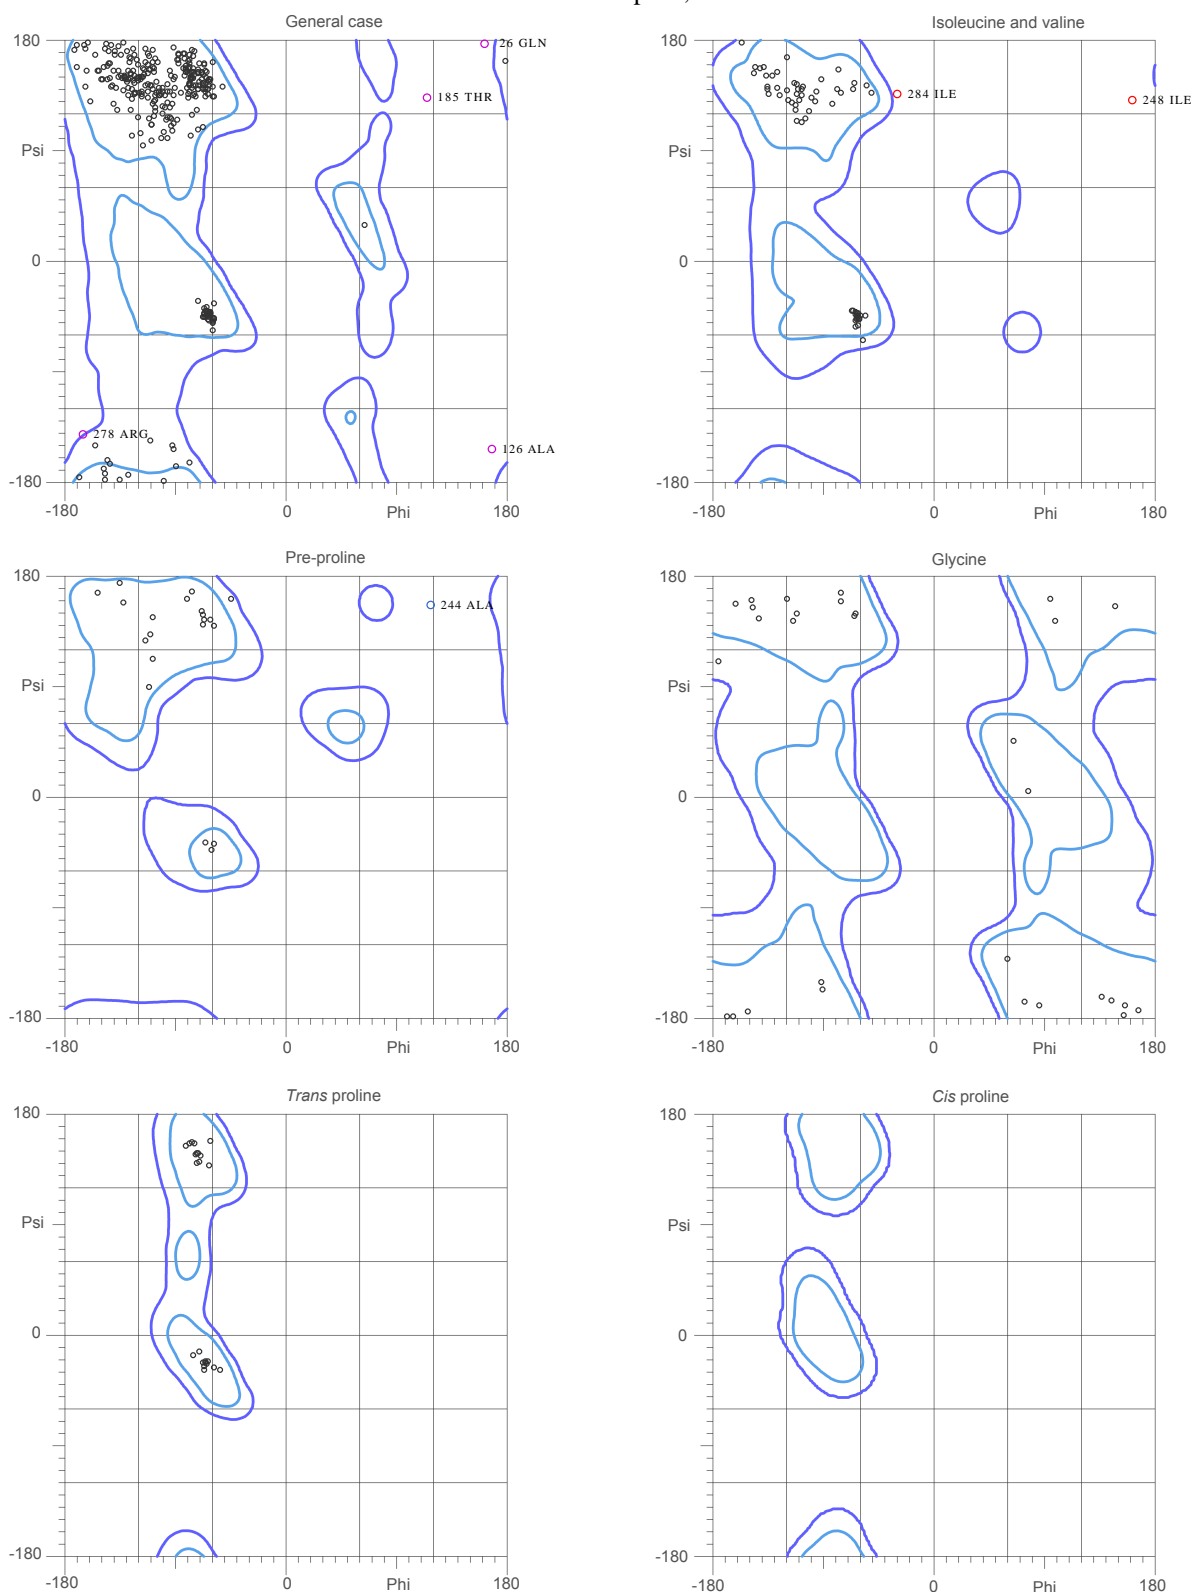 General case
180
26 GLN
185 THR
Psi
0
278 ARG
126 ALA
-180
-180
0
Phi
180
Isoleucine and valine
180
284 ILE
248 ILE
Psi
0
-180
-180
0
Phi
180
Pre-proline
180
244 ALA
Psi
0
-180
-180
0
Phi
180
Glycine
180
Psi
0
-180
-180
0
Phi
180
Trans proline
180
Psi
0
-180
-180
0
Phi
180
Cis proline
180
Psi
0
-180
-180
0
Phi
180